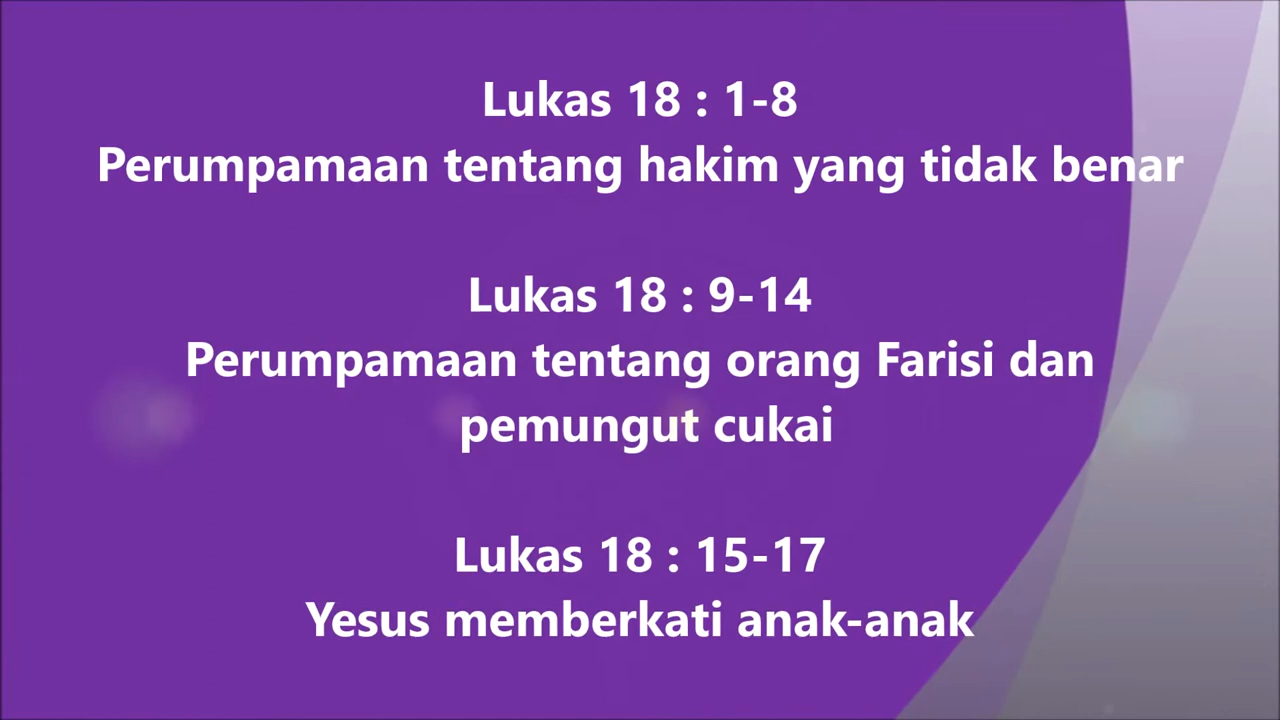 Lukas 18 : 1-8
Perumpamaan tentang hakim yang tidak benar
Lukas 18 : 9-14
Perumpamaan tentang orang Farisi dan
pemungut cukai
Lukas 18 : 15-17
Yesus memberkati anak-anak